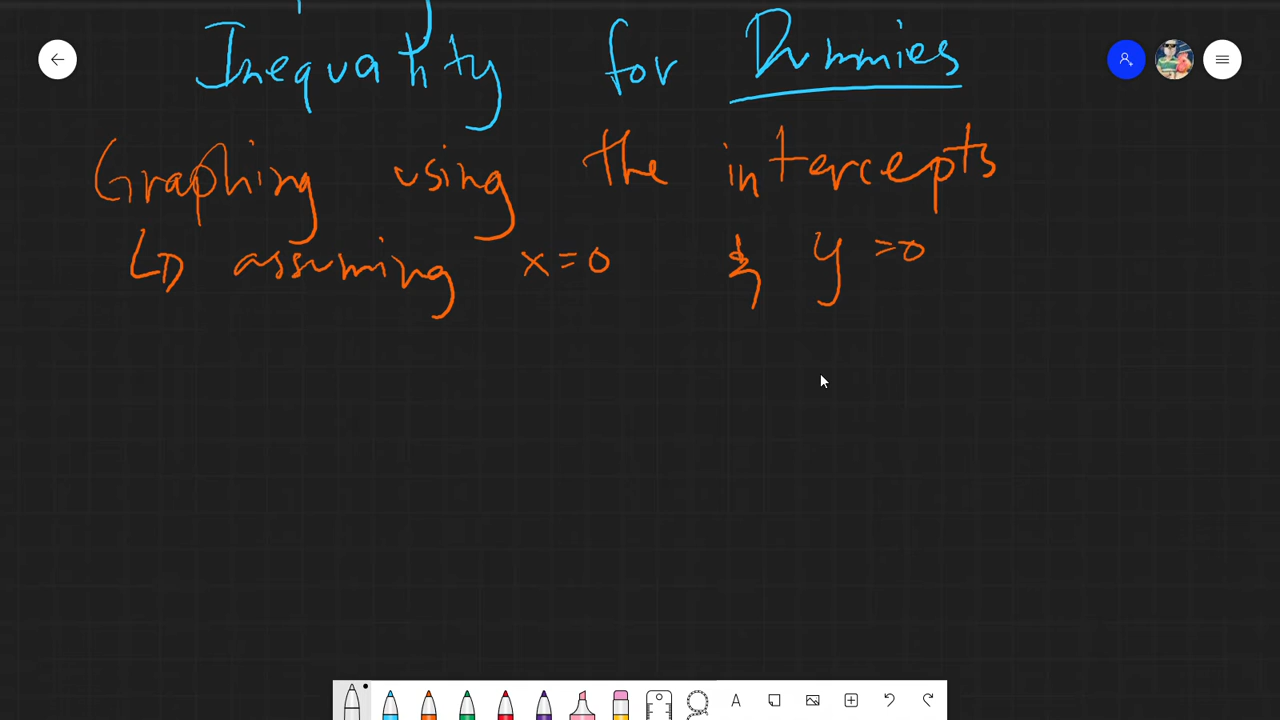 Inequality for Dummies
Graphing using the intercepts
↳ assuming x=0 & y=0
A